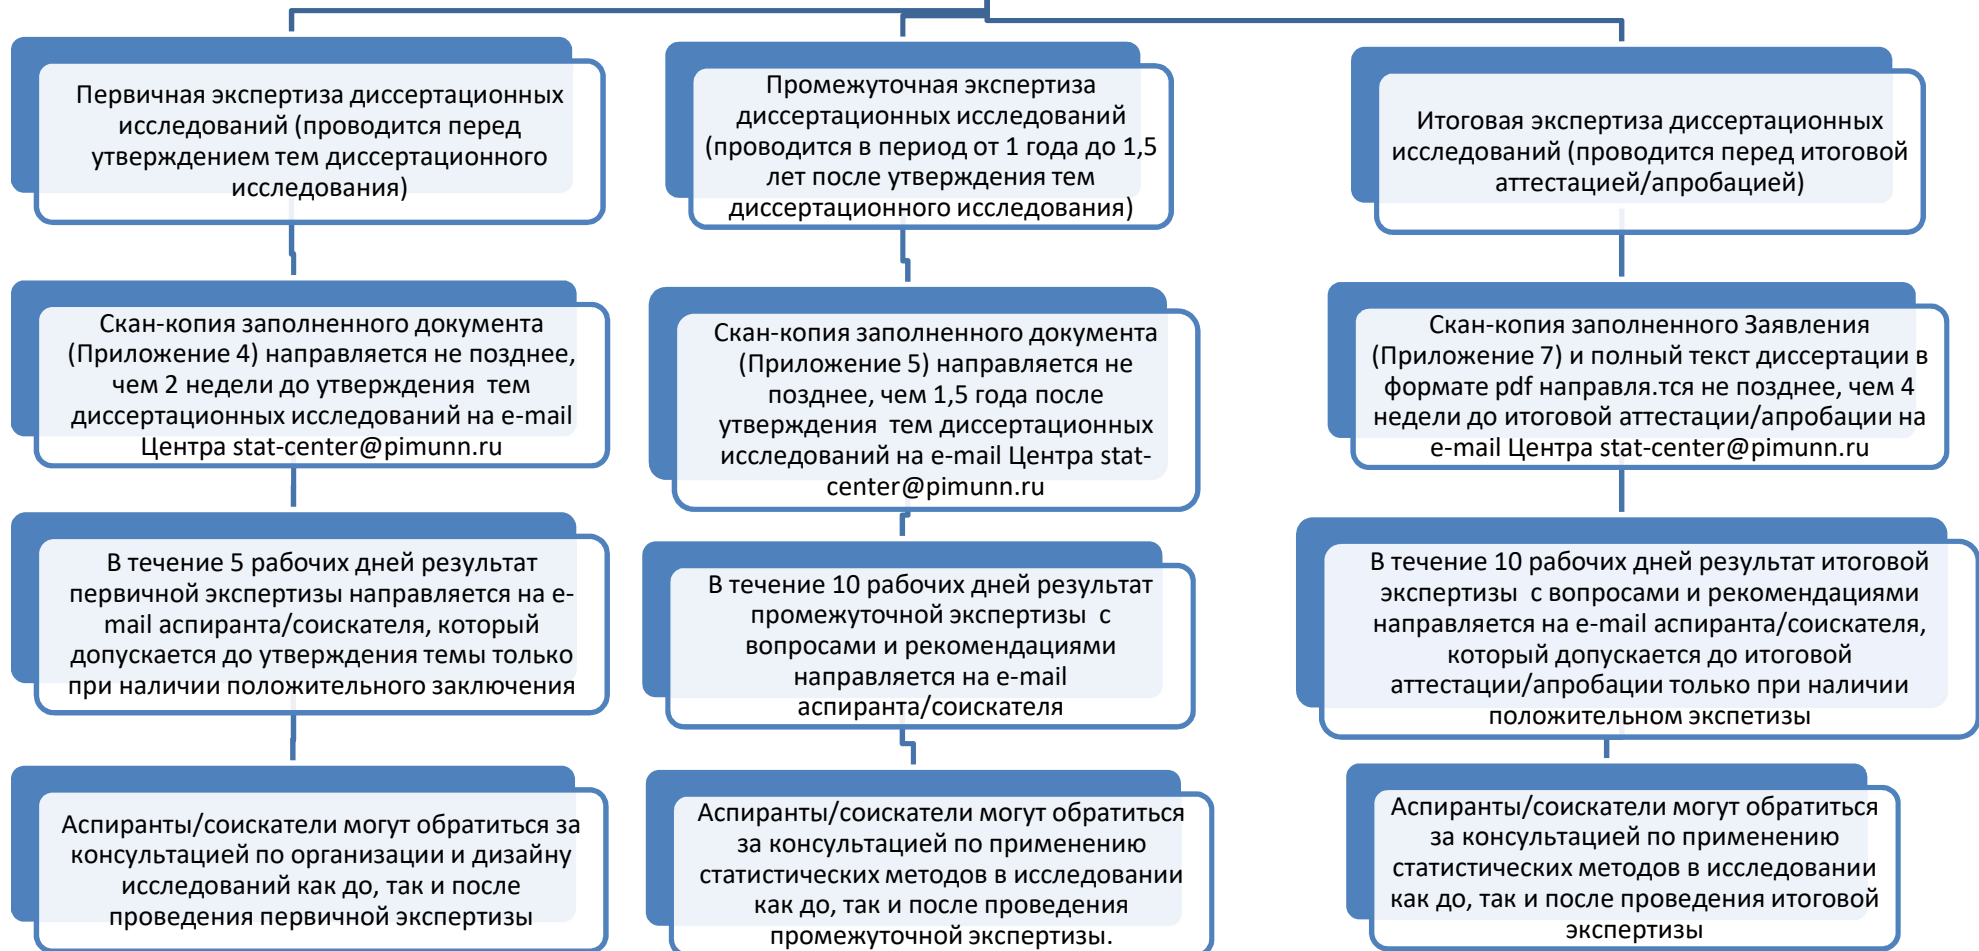 Первичная экспертиза диссертационных
исследований (проводится перед
утверждением тем диссертационного
исследования)
Скан-копия заполненного документа
(Приложение 4) направляется не позднее,
чем 2 недели до утверждения  тем
диссертационных исследований на e-mail
Центра stat-center@pimunn.ru
В течение 5 рабочих дней результат
первичной экспертизы направляется на e-
mail аспиранта/соискателя, который
допускается до утверждения темы только
при наличии положительного заключения
Аспиранты/соискатели могут обратиться за
консультацией по организации и дизайну
исследований как до, так и после
проведения первичной экспертизы
Промежуточная экспертиза
диссертационных исследований
(проводится в период от 1 года до 1,5
лет после утверждения тем
диссертационного исследования)
Скан-копия заполненного документа
(Приложение 5) направляется не
позднее, чем 1,5 года после
утверждения  тем диссертационных
исследований на e-mail Центра stat-
center@pimunn.ru
В течение 10 рабочих дней результат
промежуточной экспертизы  с
вопросами и рекомендациями
направляется на e-mail
аспиранта/соискателя
Аспиранты/соискатели могут обратиться
за консультацией по применению
статистических методов в исследовании
как до, так и после проведения
промежуточной экспертизы.
Итоговая экспертиза диссертационных
исследований (проводится перед итоговой
аттестацией/апробацией)
Скан-копия заполненного Заявления
(Приложение 7) и полный текст диссертации в
формате pdf направля.тся не позднее, чем 4
недели до итоговой аттестации/апробации на
e-mail Центра stat-center@pimunn.ru
В течение 10 рабочих дней результат итоговой
экспертизы  с вопросами и рекомендациями
направляется на e-mail аспиранта/соискателя,
который допускается до итоговой
аттестации/апробации только при наличии
положительном экспетизы
Аспиранты/соискатели могут обратиться
за консультацией по применению
статистических методов в исследовании
как до, так и после проведения итоговой
экспертизы